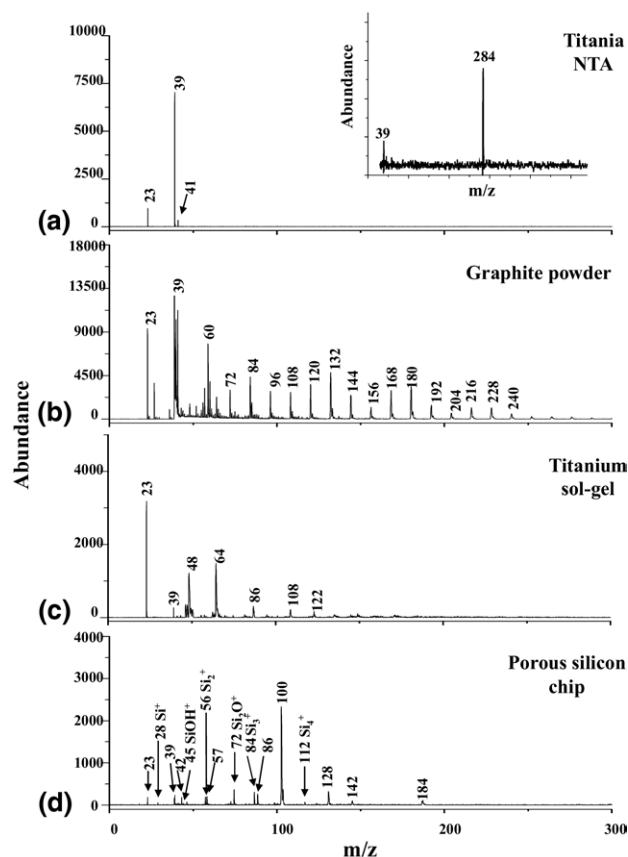 Abundance
10000
7500
5000
2500
0
(a)
23
39
41
Titania
NTA
Abundance
39
284
m/z
18000
13500
9000
4500
0
(b)
Graphite powder
23
39
60
72
84
96
108
120
132
144
156
168
180
192
204
216
228
240
4000
2000
0
(c)
Titanium
sol-gel
23
39
48
64
86
108
122
4000
3000
2000
1000
0
(d)
Porous silicon
chip
23
28 Si⁺
39
42
45 SiOH⁺
56 Si₂⁺
57
72 Si₂O⁺
84 Si₃⁺
86
100
112 Si₄⁺
128
142
184
0 100 200 300
m/z